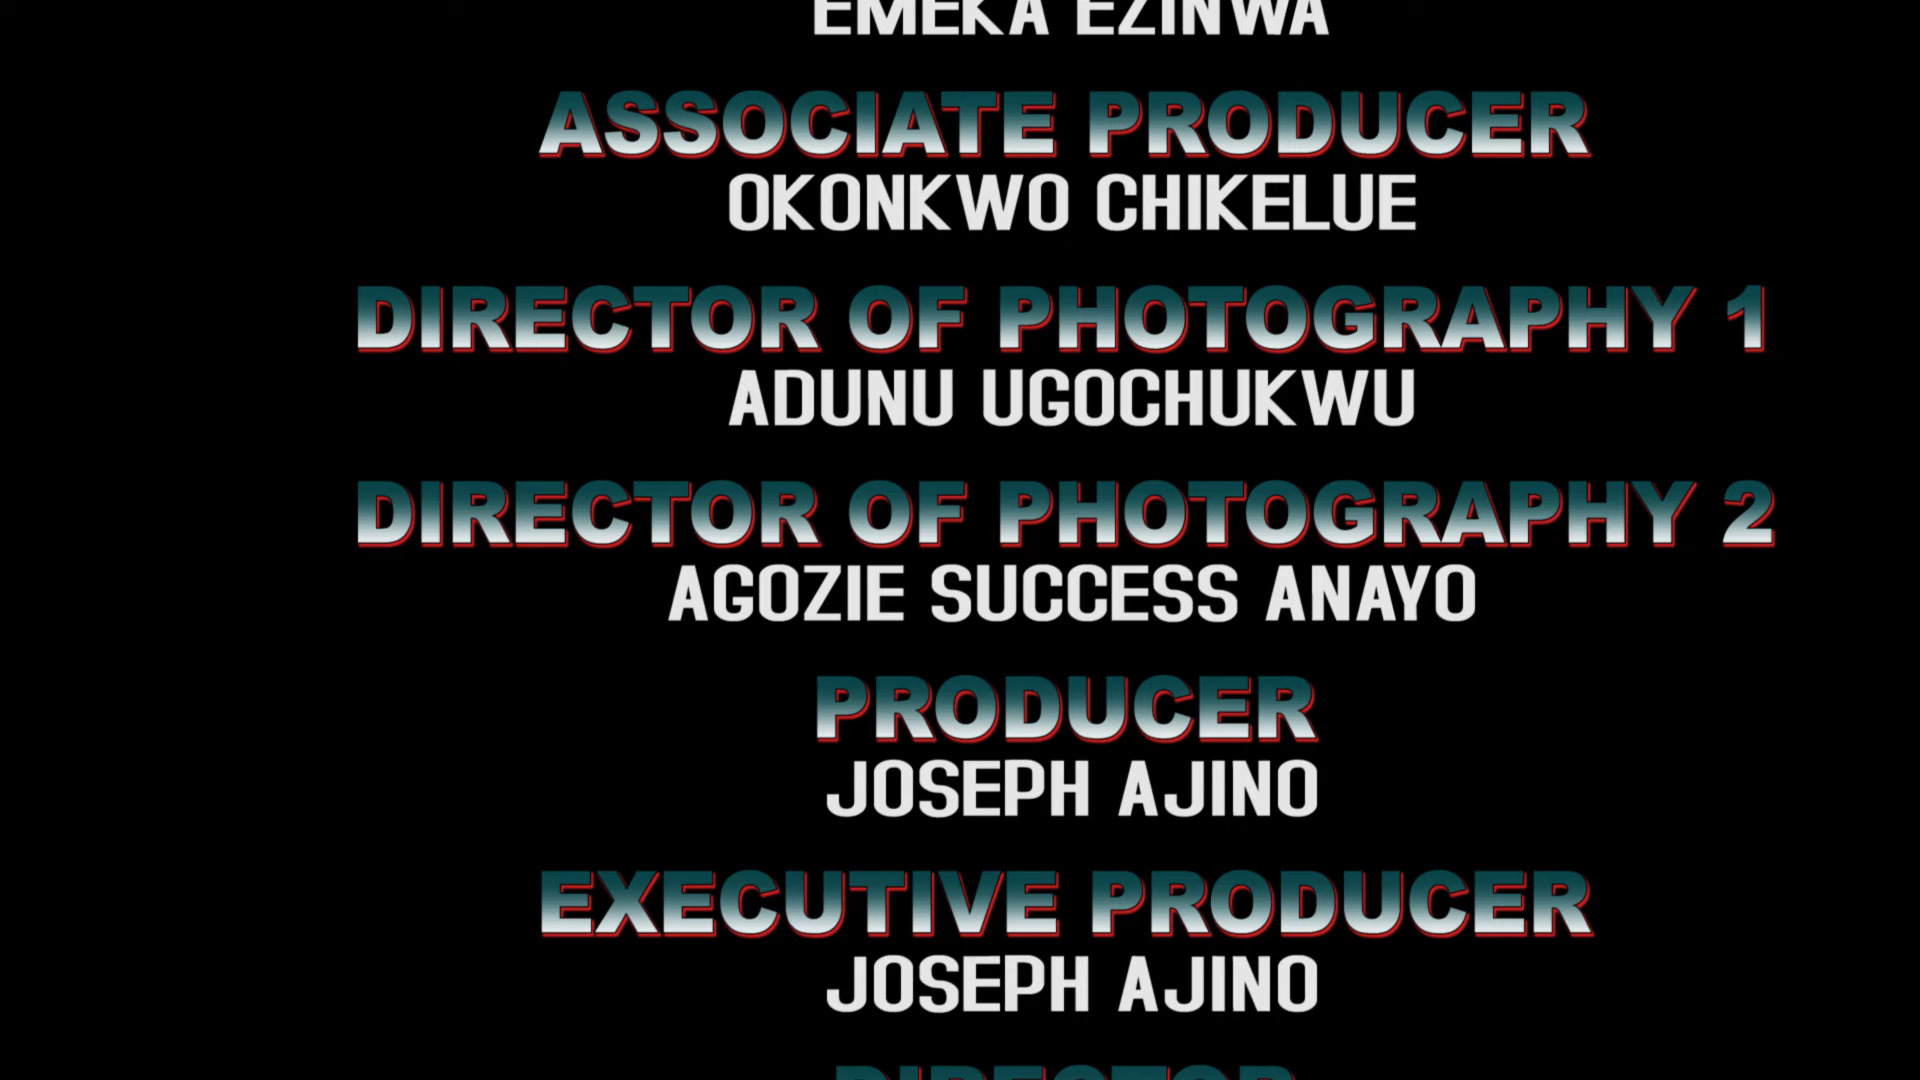 EMEKA EZINWA
ASSOCIATE PRODUCER
OKONKWO CHIKELUE
DIRECTOR OF PHOTOGRAPHY 1
ADUNU UGOCHUKWU
DIRECTOR OF PHOTOGRAPHY 2
AGOZIE SUCCESS ANAYO
PRODUCER
JOSEPH AJINO
EXECUTIVE PRODUCER
JOSEPH AJINO
DIRECTOR